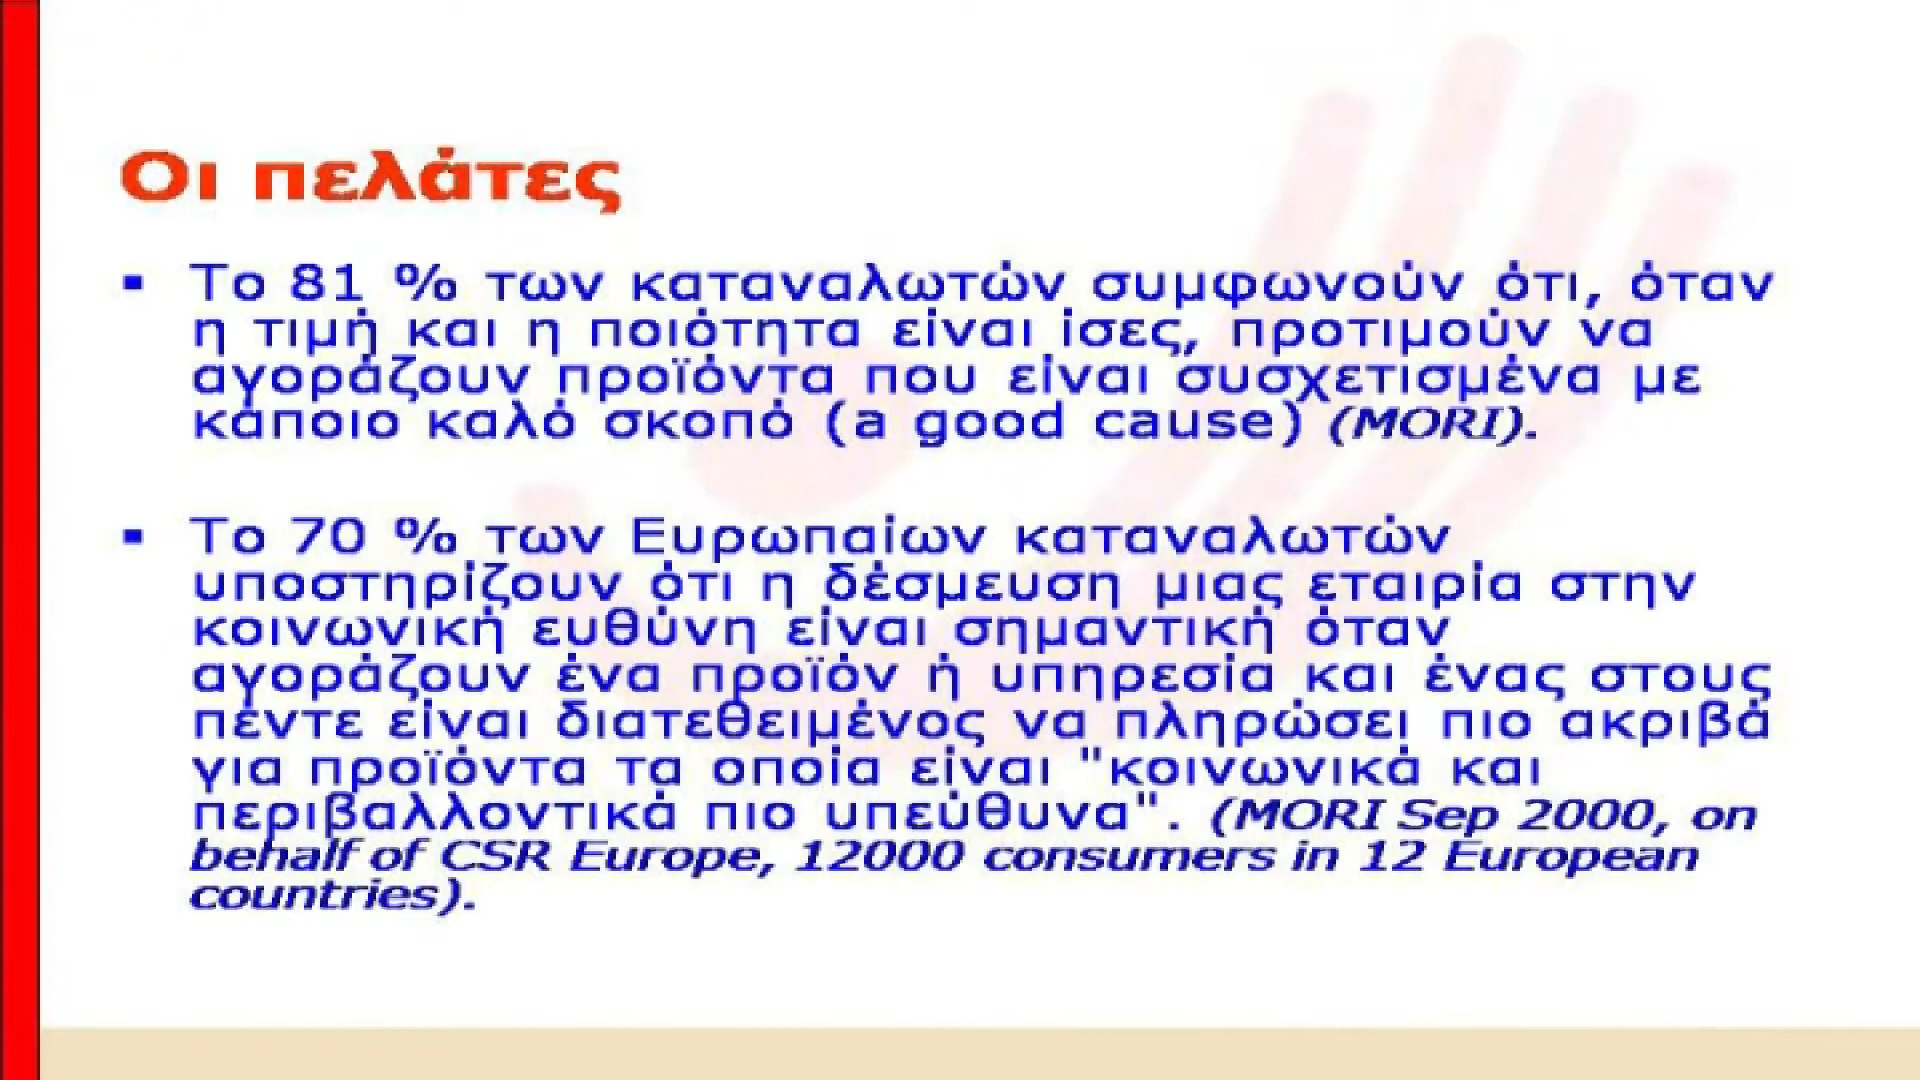 Οι πελάτες
▪ Το 81 % των καταναλωτών συμφωνούν ότι, όταν
η τιμή και η ποιότητα είναι ίσες, προτιμούν να
αγοράζουν προϊόντα που είναι συσχετισμένα με
κάποιο καλό σκοπό (a good cause) (MORI).
▪ Το 70 % των Ευρωπαίων καταναλωτών
υποστηρίζουν ότι η δέσμευση μιας εταιρία στην
κοινωνική ευθύνη είναι σημαντική όταν
αγοράζουν ένα προϊόν ή υπηρεσία και ένας στους
πέντε είναι διατεθειμένος να πληρώσει πιο ακριβά
για προϊόντα τα οποία είναι "κοινωνικά και
περιβαλλοντικά πιο υπεύθυνα". (MORI Sep 2000, on
behalf of CSR Europe, 12000 consumers in 12 European
countries).